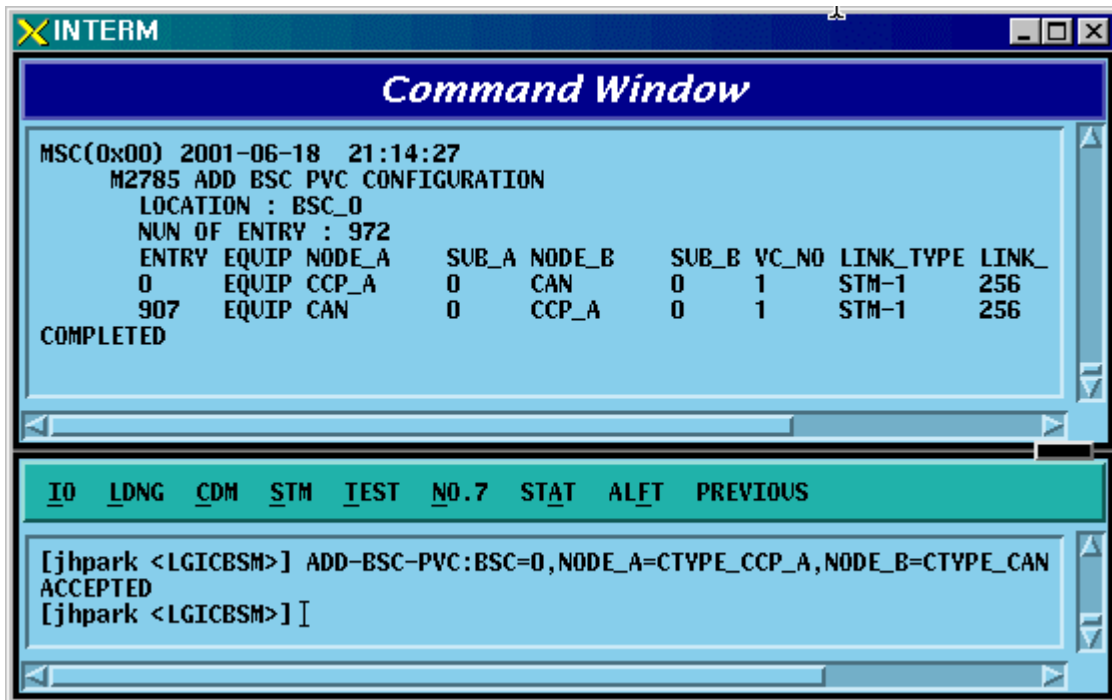 INTERM
Command Window
MSC(0x00) 2001-06-18 21:14:27
M2785 ADD BSC PVC CONFIGURATION
LOCATION : BSC_0
NUN OF ENTRY : 972
ENTRY EQUIP NODE_A SUB_A NODE_B SUB_B VC_NO LINK_TYPE LINK_
0 EQUIP CCP_A 0 CAN 0 1 STM-1 256
907 EQUIP CAN 0 CCP_A 0 1 STM-1 256
COMPLETED
IO LDNG CDM STM TEST NO.7 STAT ALFT PREVIOUS
[jhpark <LGICBSM>] ADD-BSC-PVC:BSC=0,NODE_A=CTYPE_CCP_A,NODE_B=CTYPE_CAN
ACCEPTED
[jhpark <LGICBSM>]